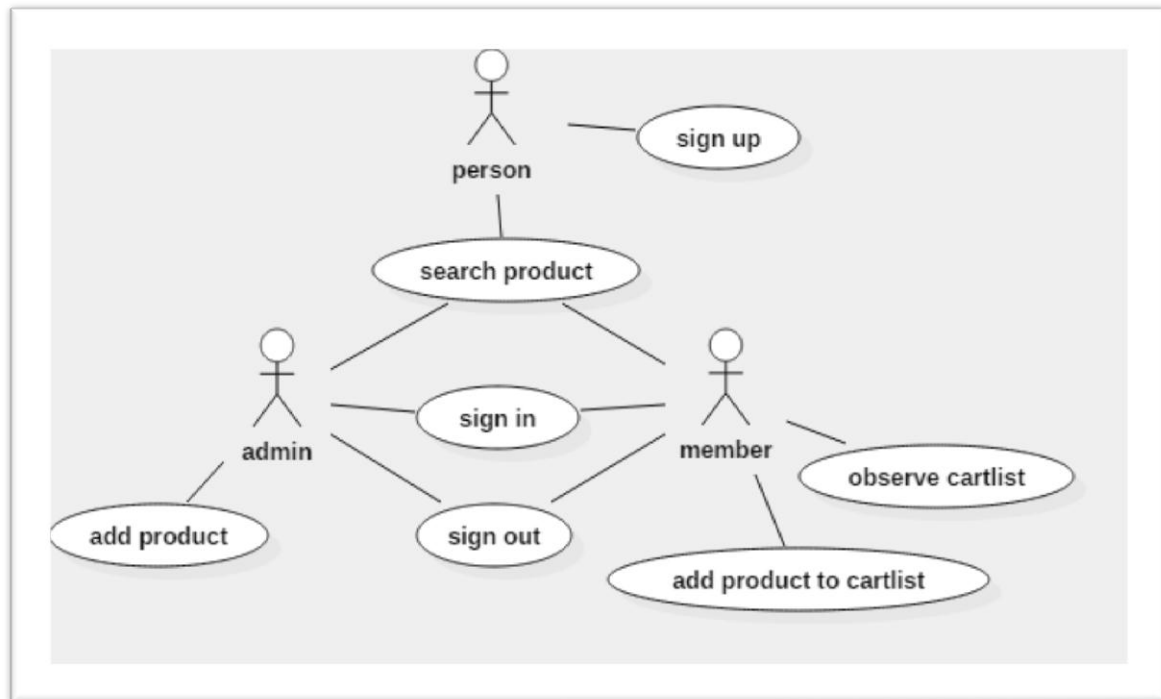 sign up
person
search product
sign in
admin
member
observe cartlist
add product
sign out
add product to cartlist